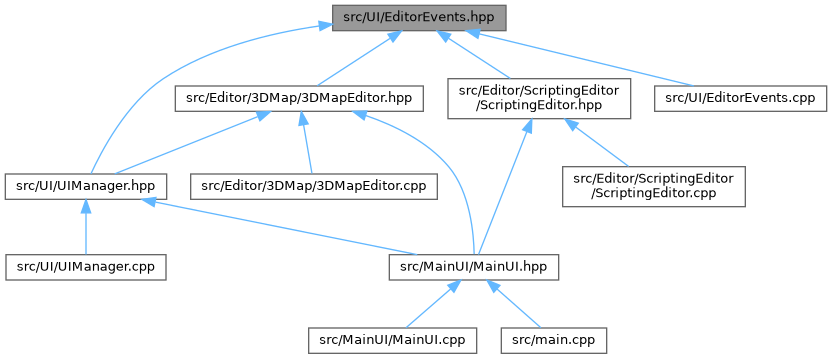 src/UI/EditorEvents.hpp
src/Editor/3DMap/3DMapEditor.hpp
src/Editor/ScriptingEditor
/ScriptingEditor.hpp
src/UI/EditorEvents.cpp
src/UI/UIManager.hpp
src/Editor/3DMap/3DMapEditor.cpp
src/Editor/ScriptingEditor
/ScriptingEditor.cpp
src/UI/UIManager.cpp
src/MainUI/MainUI.hpp
src/MainUI/MainUI.cpp
src/main.cpp